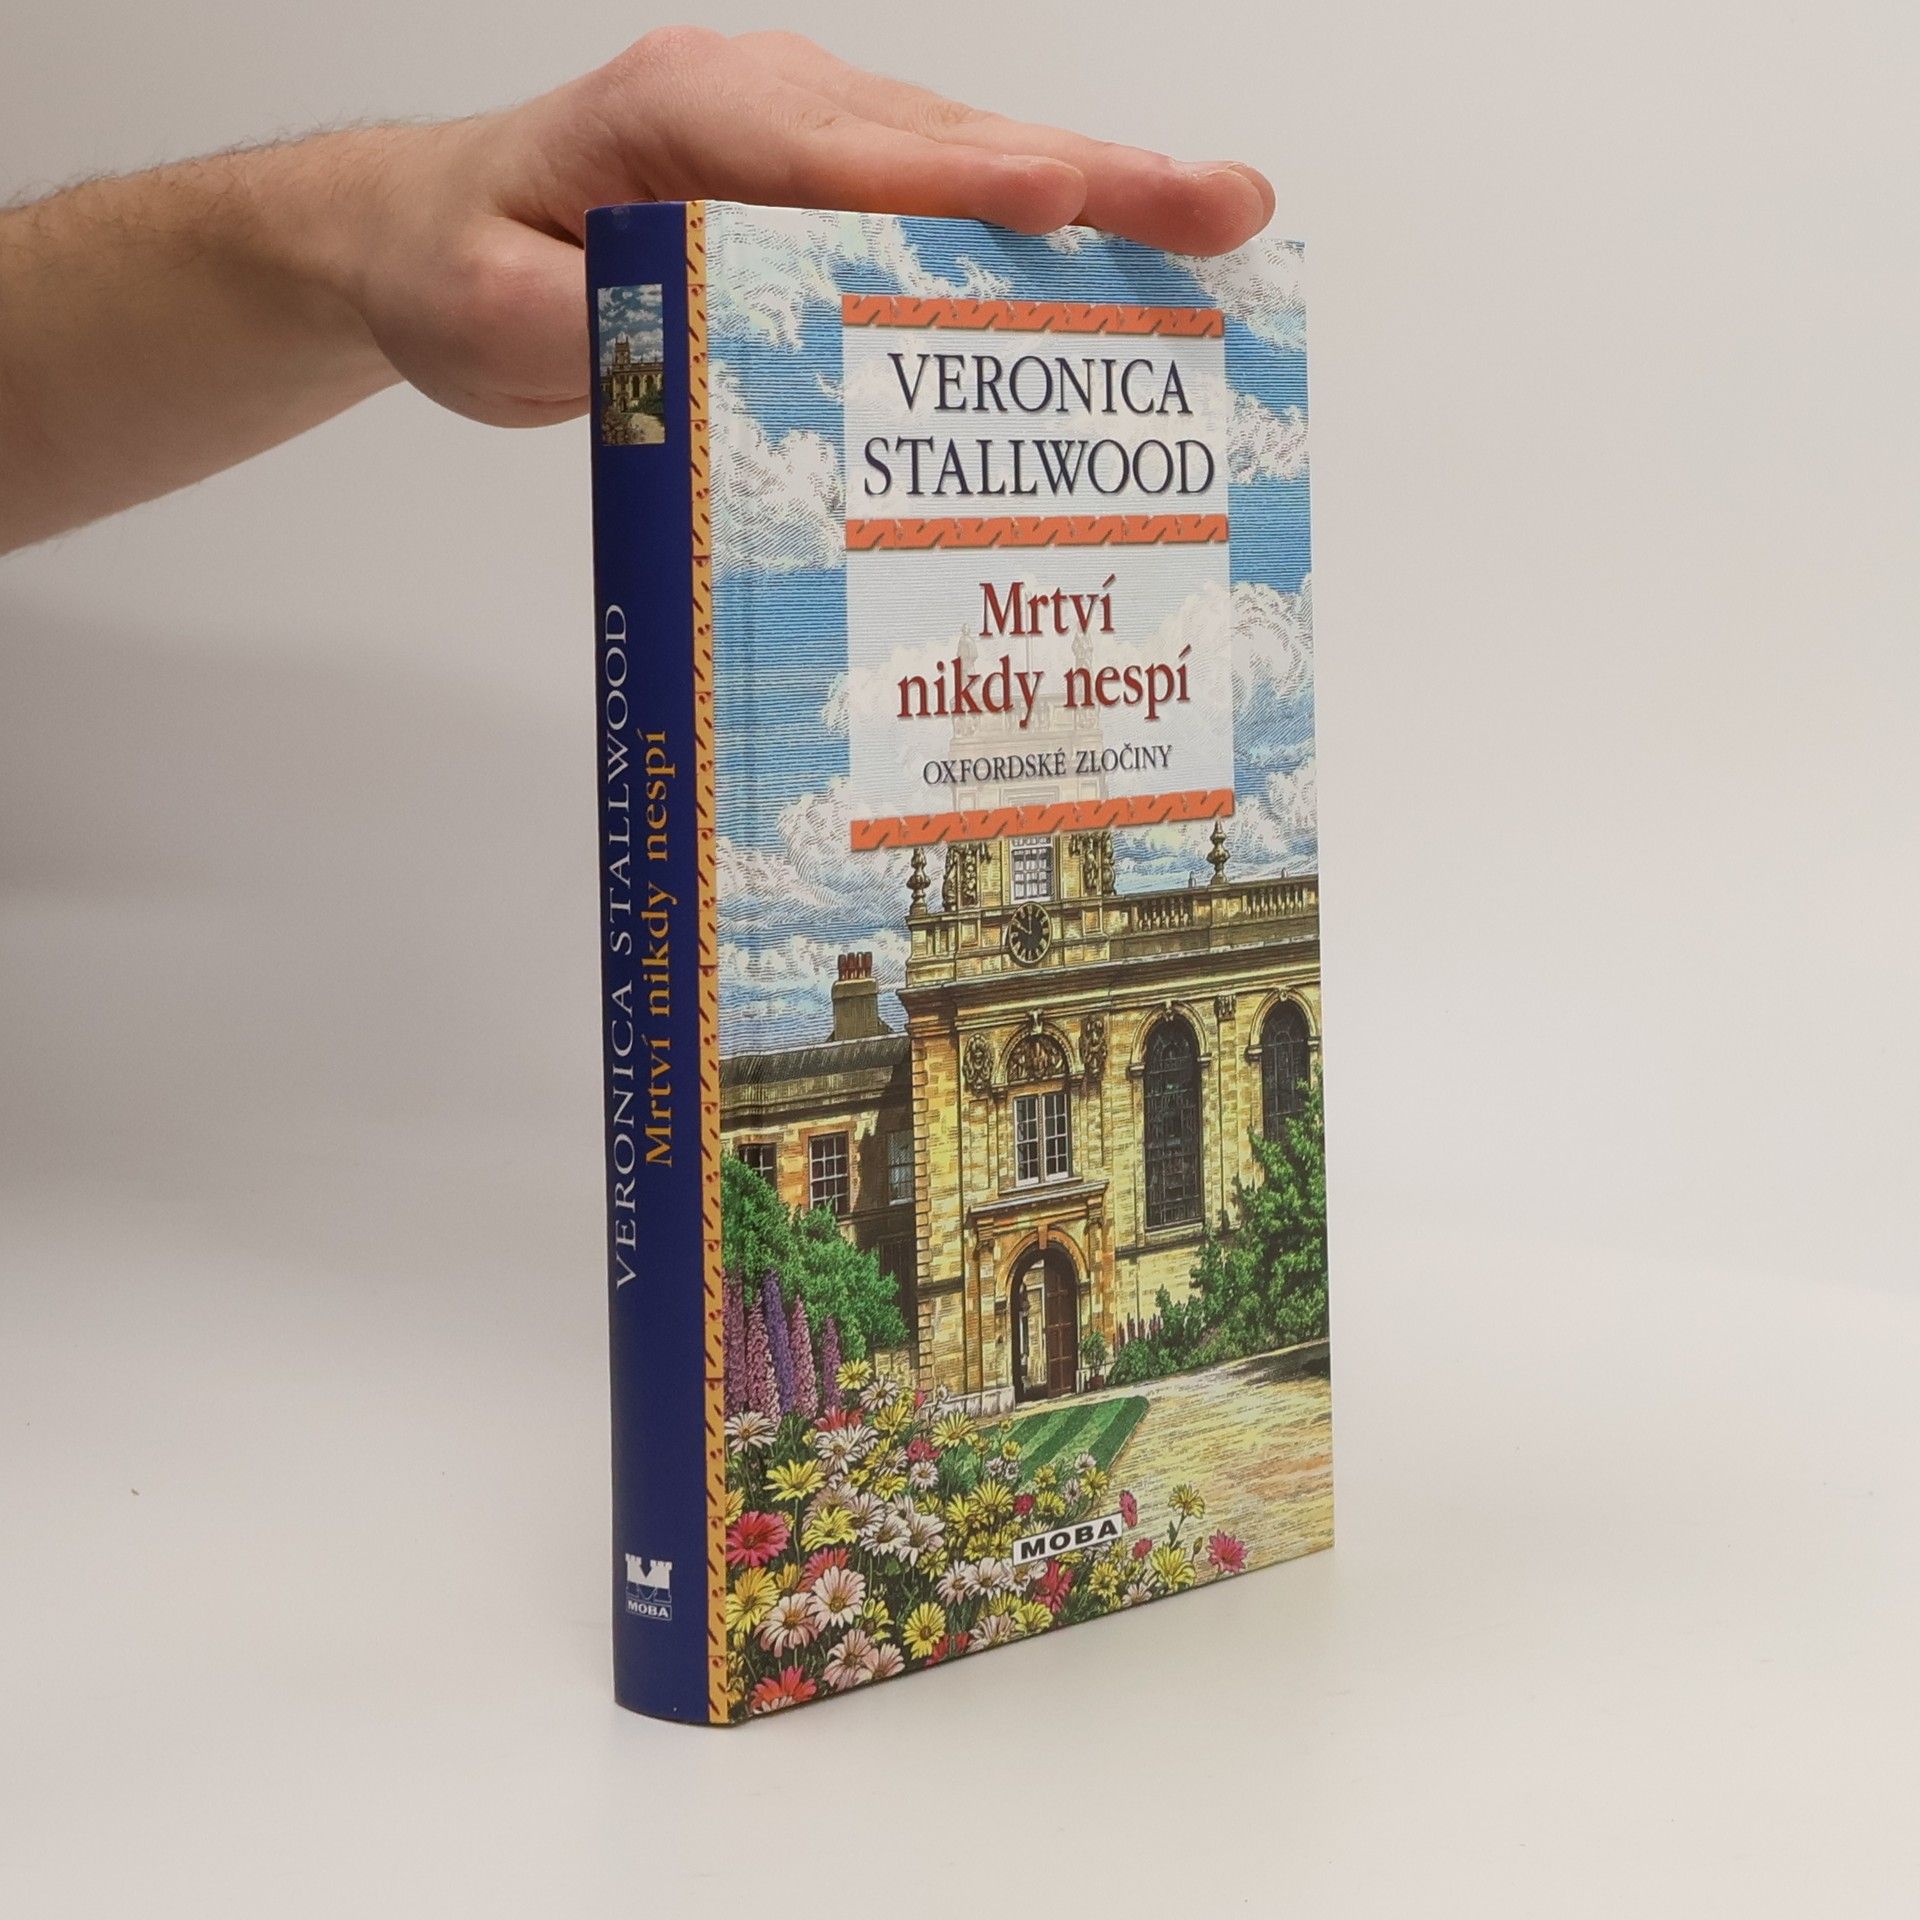 VERONICA
STALLWOOD
Mrtví
nikdy nespí
OXFORDSKÉ ZLOČINY
MOBA
VERONICA STALLWOOD
Mrtví nikdy nespí
MOBA